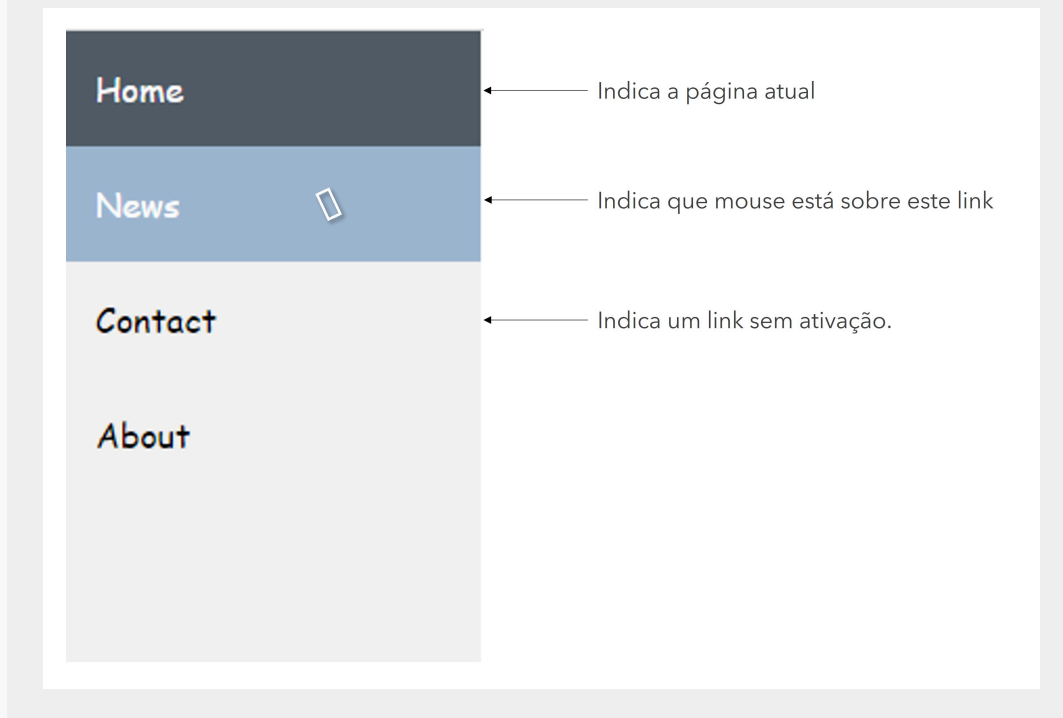 Home
Indica a página atual
News
Indica que mouse está sobre este link
Contact
Indica um link sem ativação.
About